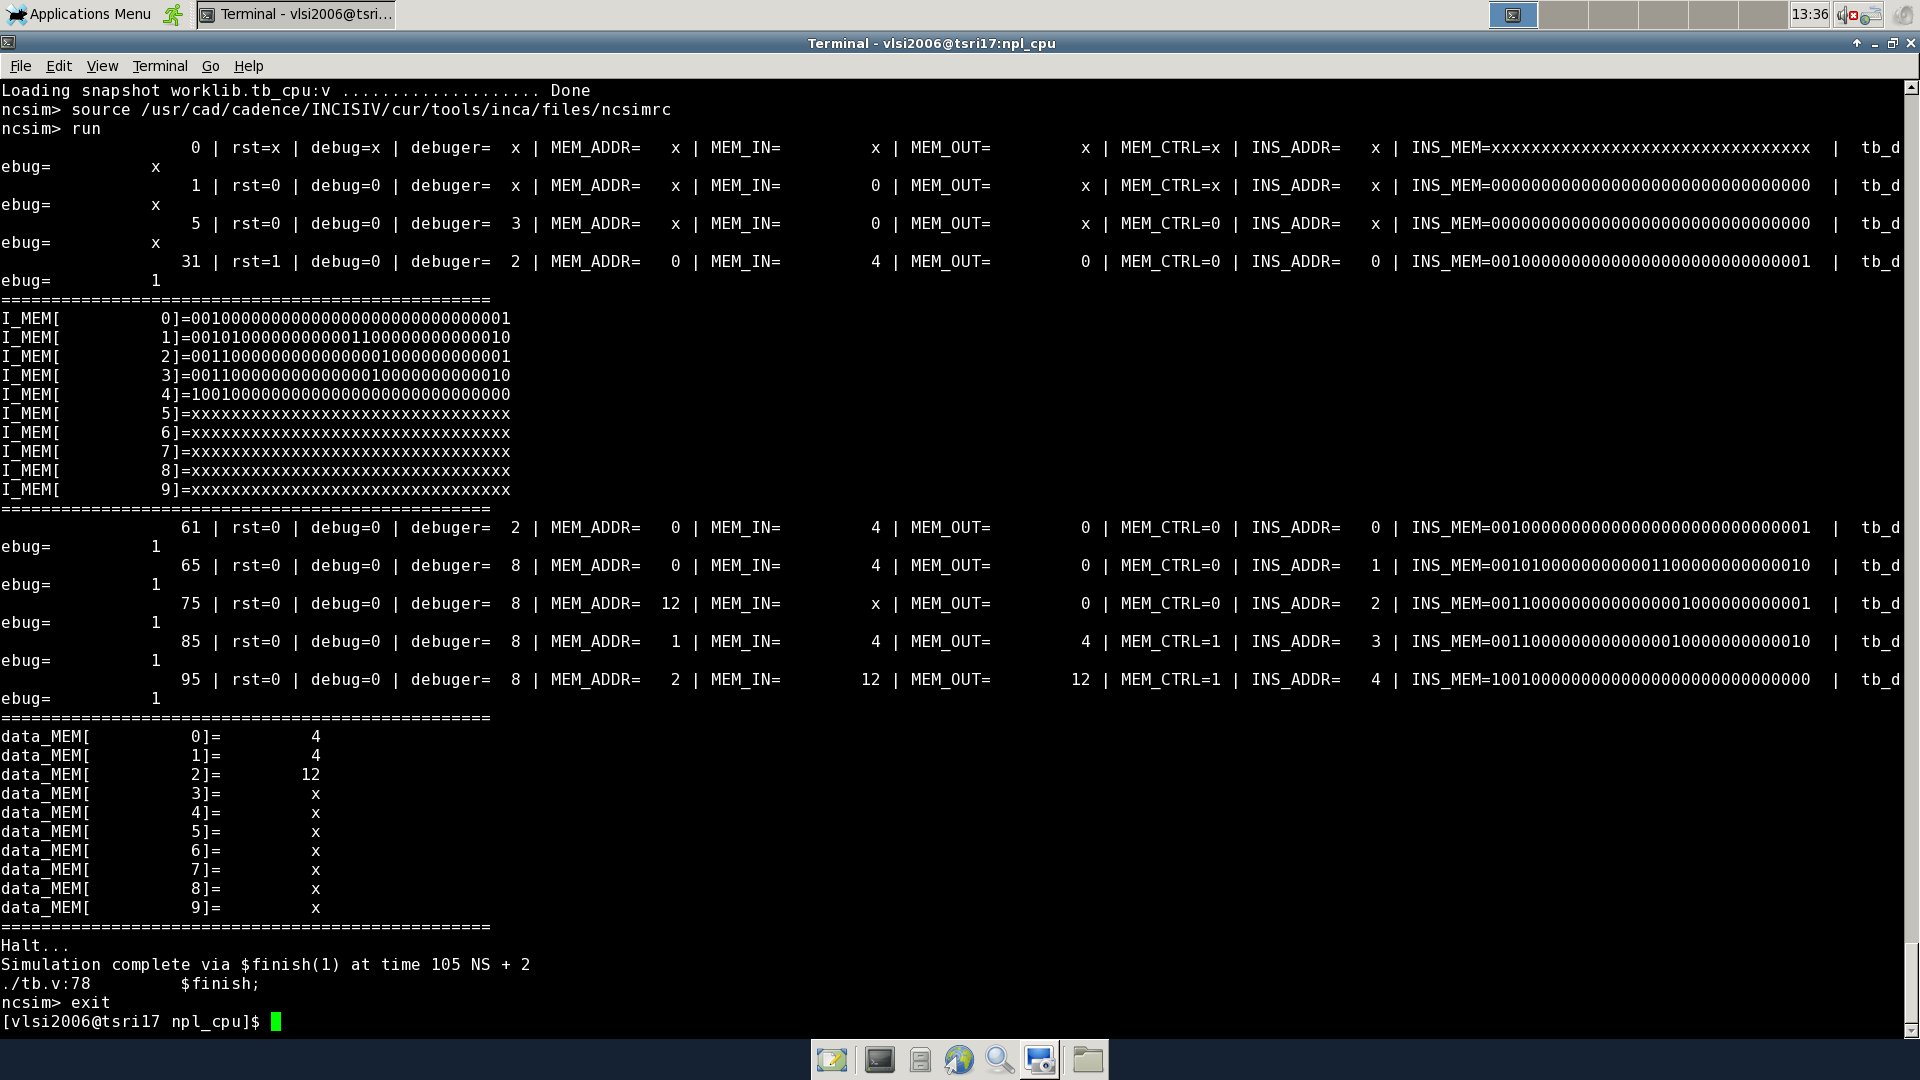 Applications Menu
Terminal - vlsi2006@tsri...
13:36
Terminal - vlsi2006@tsri17:npl_cpu
File Edit View Terminal Go Help
Loading snapshot worklib.tb_cpu:v .................... Done
ncsim> source /usr/cad/cadence/INCISIV/cur/tools/inca/files/ncsimrc
ncsim> run
0 | rst=x | debug=x | debuger=  x | MEM_ADDR=   x | MEM_IN=         x | MEM_OUT=         x | MEM_CTRL=x | INS_ADDR=   x | INS_MEM=xxxxxxxxxxxxxxxxxxxxxxxxxxxxxxxx  |  tb_d
ebug=          x
1 | rst=0 | debug=0 | debuger=  x | MEM_ADDR=   x | MEM_IN=         0 | MEM_OUT=         x | MEM_CTRL=x | INS_ADDR=   x | INS_MEM=00000000000000000000000000000000  |  tb_d
ebug=          x
5 | rst=0 | debug=0 | debuger=  3 | MEM_ADDR=   x | MEM_IN=         0 | MEM_OUT=         x | MEM_CTRL=0 | INS_ADDR=   x | INS_MEM=00000000000000000000000000000000  |  tb_d
ebug=          x
31 | rst=1 | debug=0 | debuger=  2 | MEM_ADDR=   0 | MEM_IN=         4 | MEM_OUT=         0 | MEM_CTRL=0 | INS_ADDR=   0 | INS_MEM=00100000000000000000000000000001  |  tb_d
ebug=          1
=================================================
I_MEM[          0]=00100000000000000000000000000001
I_MEM[          1]=00101000000000001100000000000010
I_MEM[          2]=00110000000000000001000000000001
I_MEM[          3]=00110000000000000010000000000010
I_MEM[          4]=10010000000000000000000000000000
I_MEM[          5]=xxxxxxxxxxxxxxxxxxxxxxxxxxxxxxxx
I_MEM[          6]=xxxxxxxxxxxxxxxxxxxxxxxxxxxxxxxx
I_MEM[          7]=xxxxxxxxxxxxxxxxxxxxxxxxxxxxxxxx
I_MEM[          8]=xxxxxxxxxxxxxxxxxxxxxxxxxxxxxxxx
I_MEM[          9]=xxxxxxxxxxxxxxxxxxxxxxxxxxxxxxxx
=================================================
61 | rst=0 | debug=0 | debuger=  2 | MEM_ADDR=   0 | MEM_IN=         4 | MEM_OUT=         0 | MEM_CTRL=0 | INS_ADDR=   0 | INS_MEM=00100000000000000000000000000001  |  tb_d
ebug=          1
65 | rst=0 | debug=0 | debuger=  8 | MEM_ADDR=   0 | MEM_IN=         4 | MEM_OUT=         0 | MEM_CTRL=0 | INS_ADDR=   1 | INS_MEM=00101000000000001100000000000010  |  tb_d
ebug=          1
75 | rst=0 | debug=0 | debuger=  8 | MEM_ADDR=  12 | MEM_IN=         x | MEM_OUT=         0 | MEM_CTRL=0 | INS_ADDR=   2 | INS_MEM=00110000000000000001000000000001  |  tb_d
ebug=          1
85 | rst=0 | debug=0 | debuger=  8 | MEM_ADDR=   1 | MEM_IN=         4 | MEM_OUT=         4 | MEM_CTRL=1 | INS_ADDR=   3 | INS_MEM=00110000000000000010000000000010  |  tb_d
ebug=          1
95 | rst=0 | debug=0 | debuger=  8 | MEM_ADDR=   2 | MEM_IN=        12 | MEM_OUT=        12 | MEM_CTRL=1 | INS_ADDR=   4 | INS_MEM=10010000000000000000000000000000  |  tb_d
ebug=          1
=================================================
data_MEM[          0]=         4
data_MEM[          1]=         4
data_MEM[          2]=        12
data_MEM[          3]=         x
data_MEM[          4]=         x
data_MEM[          5]=         x
data_MEM[          6]=         x
data_MEM[          7]=         x
data_MEM[          8]=         x
data_MEM[          9]=         x
=================================================
Halt...
Simulation complete via $finish(1) at time 105 NS + 2
./tb.v:78         $finish;
ncsim> exit
[vlsi2006@tsri17 npl_cpu]$